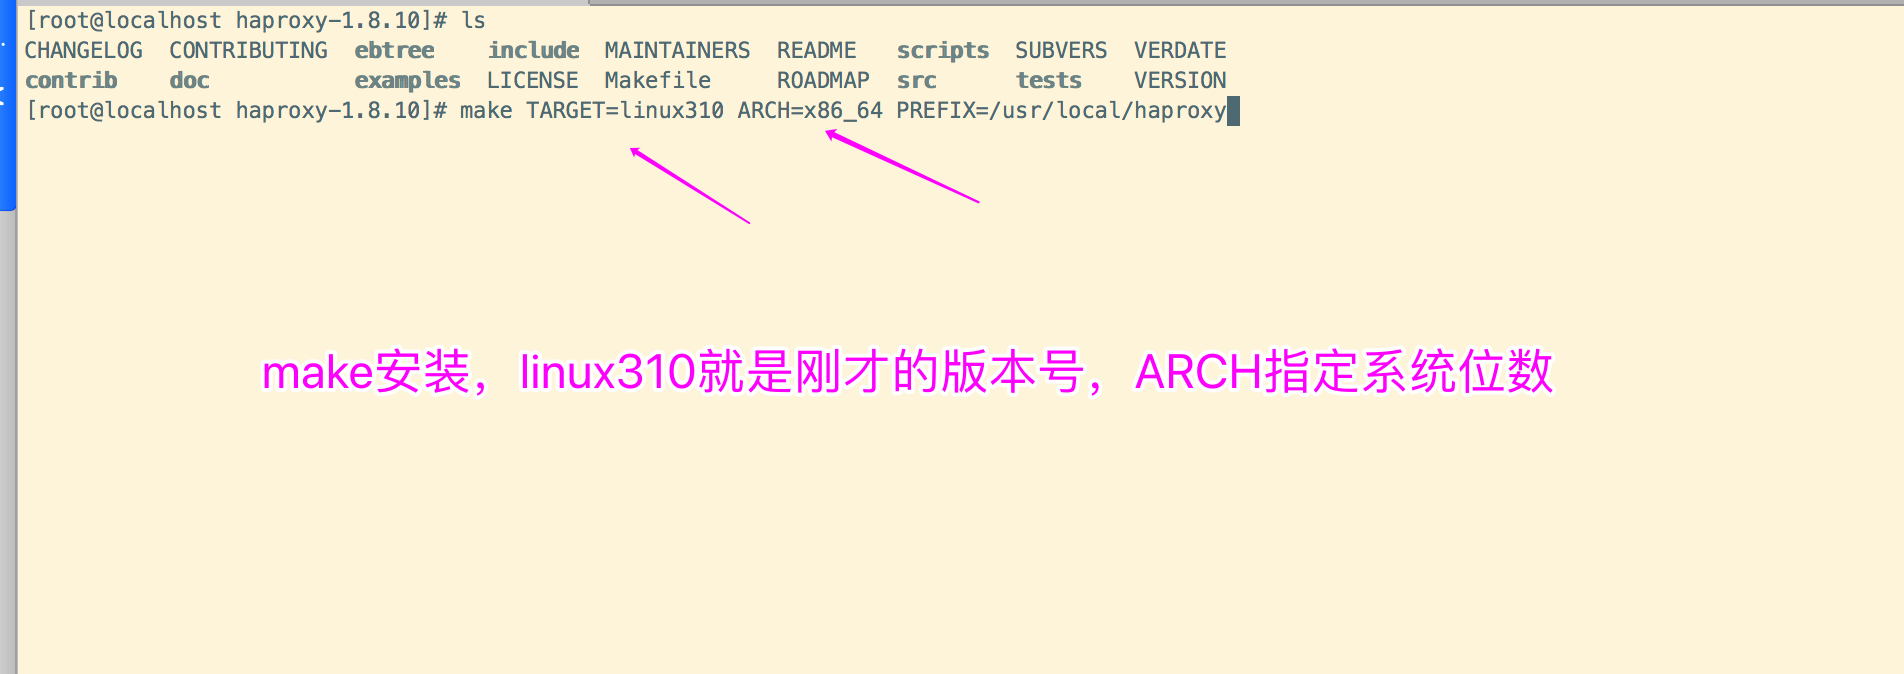 [root@localhost haproxy-1.8.10]# ls
CHANGELOG CONTRIBUTING ebtree include MAINTAINERS README scripts SUBVERS VERDATE
contrib doc examples LICENSE Makefile ROADMAP src tests VERSION
[root@localhost haproxy-1.8.10]# make TARGET=linux310 ARCH=x86_64 PREFIX=/usr/local/haproxy
make安装，linux310就是刚才的版本号，ARCH指定系统位数